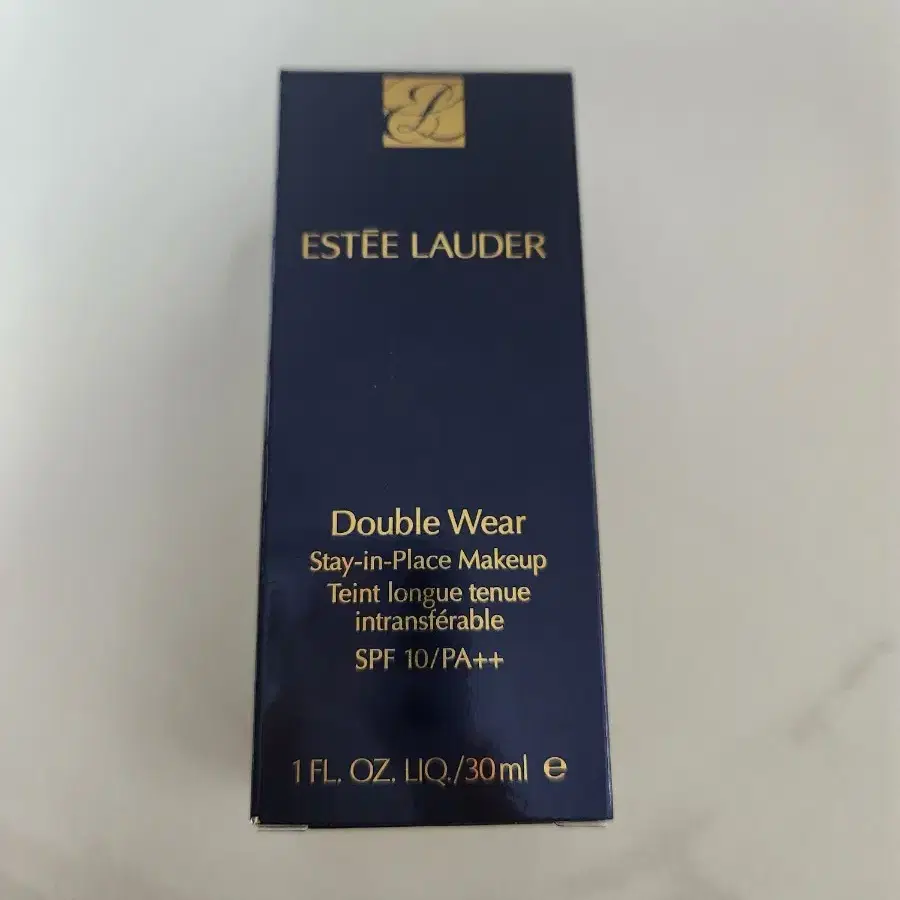 EL
ESTĒE LAUDER
Double Wear
Stay-in-Place Makeup
Teint longue tenue
intransférable
SPF 10/PA++
1 FL. OZ. LIQ./30ml e